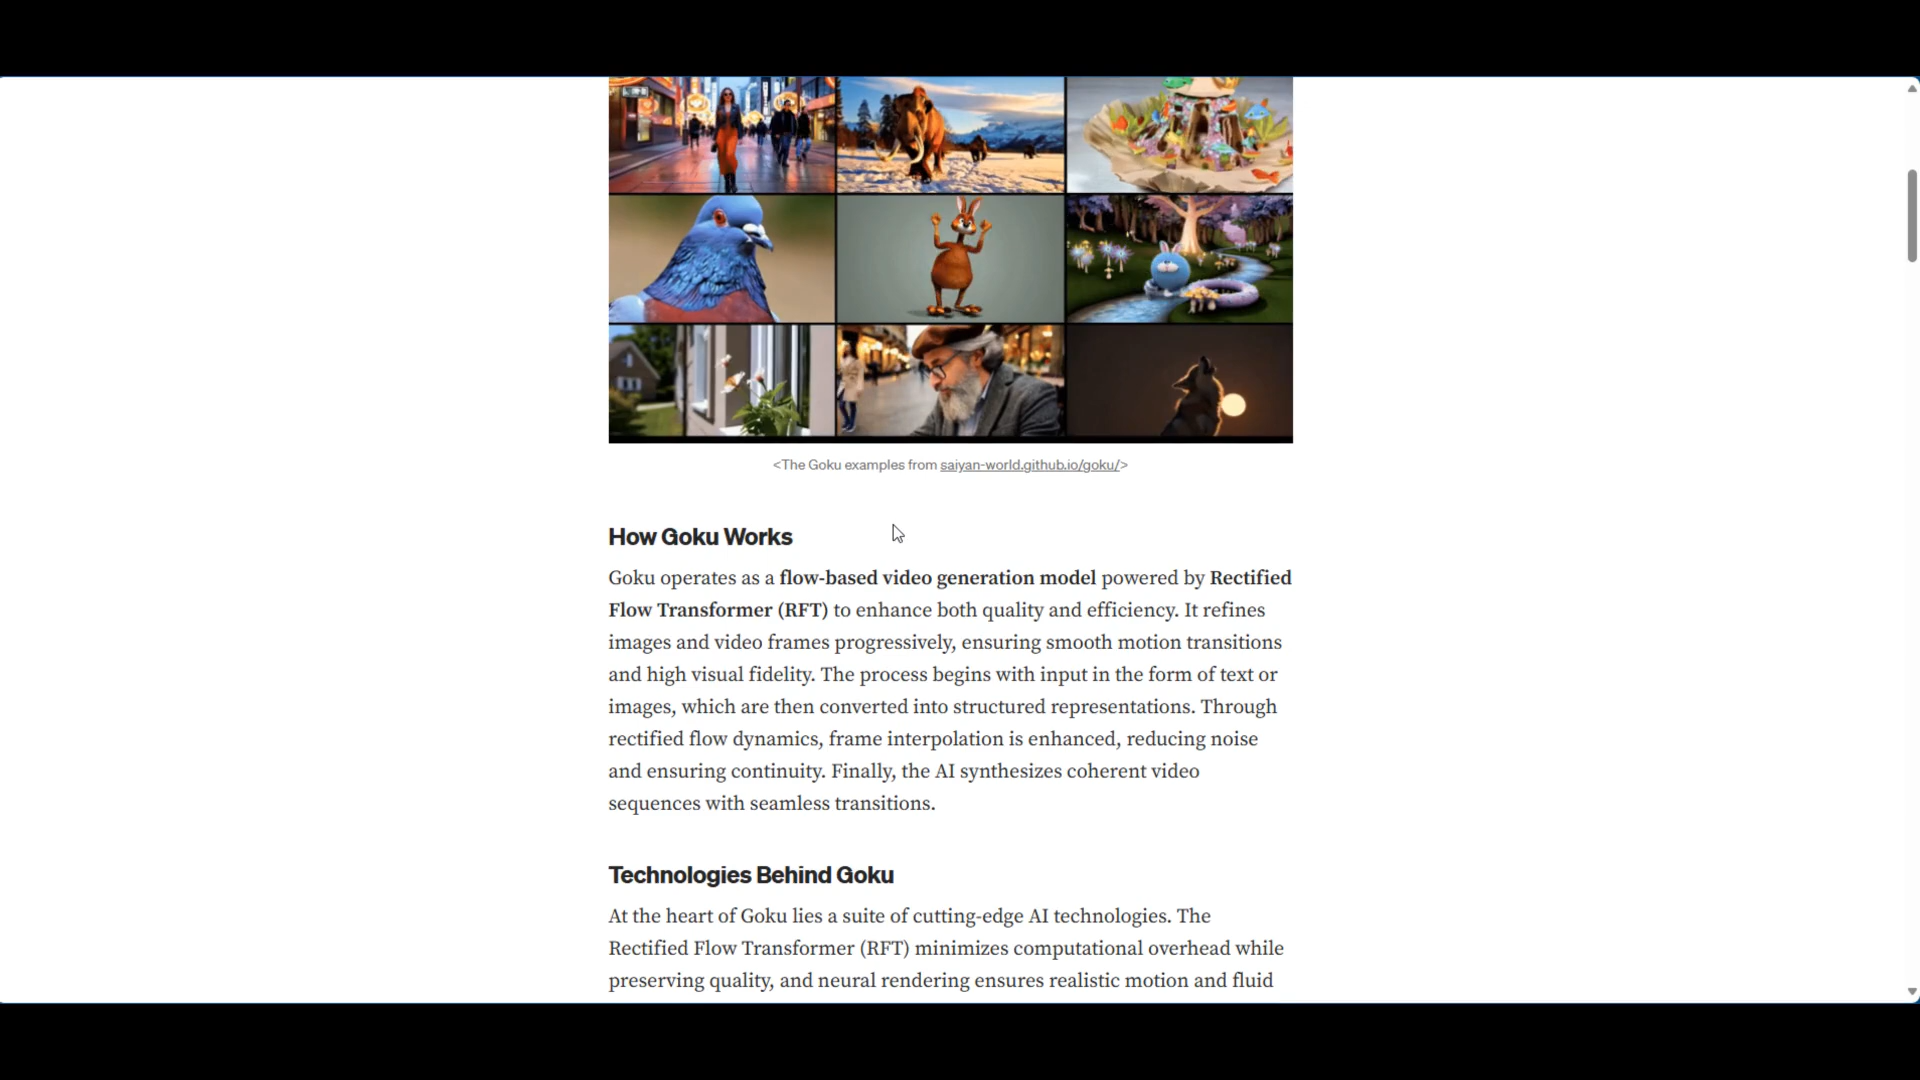 <The Goku examples from saiyan-world.github.io/goku/>
How Goku Works
Goku operates as a flow-based video generation model powered by Rectified
Flow Transformer (RFT) to enhance both quality and efficiency. It refines
images and video frames progressively, ensuring smooth motion transitions
and high visual fidelity. The process begins with input in the form of text or
images, which are then converted into structured representations. Through
rectified flow dynamics, frame interpolation is enhanced, reducing noise
and ensuring continuity. Finally, the AI synthesizes coherent video
sequences with seamless transitions.
Technologies Behind Goku
At the heart of Goku lies a suite of cutting-edge AI technologies. The
Rectified Flow Transformer (RFT) minimizes computational overhead while
preserving quality, and neural rendering ensures realistic motion and fluid